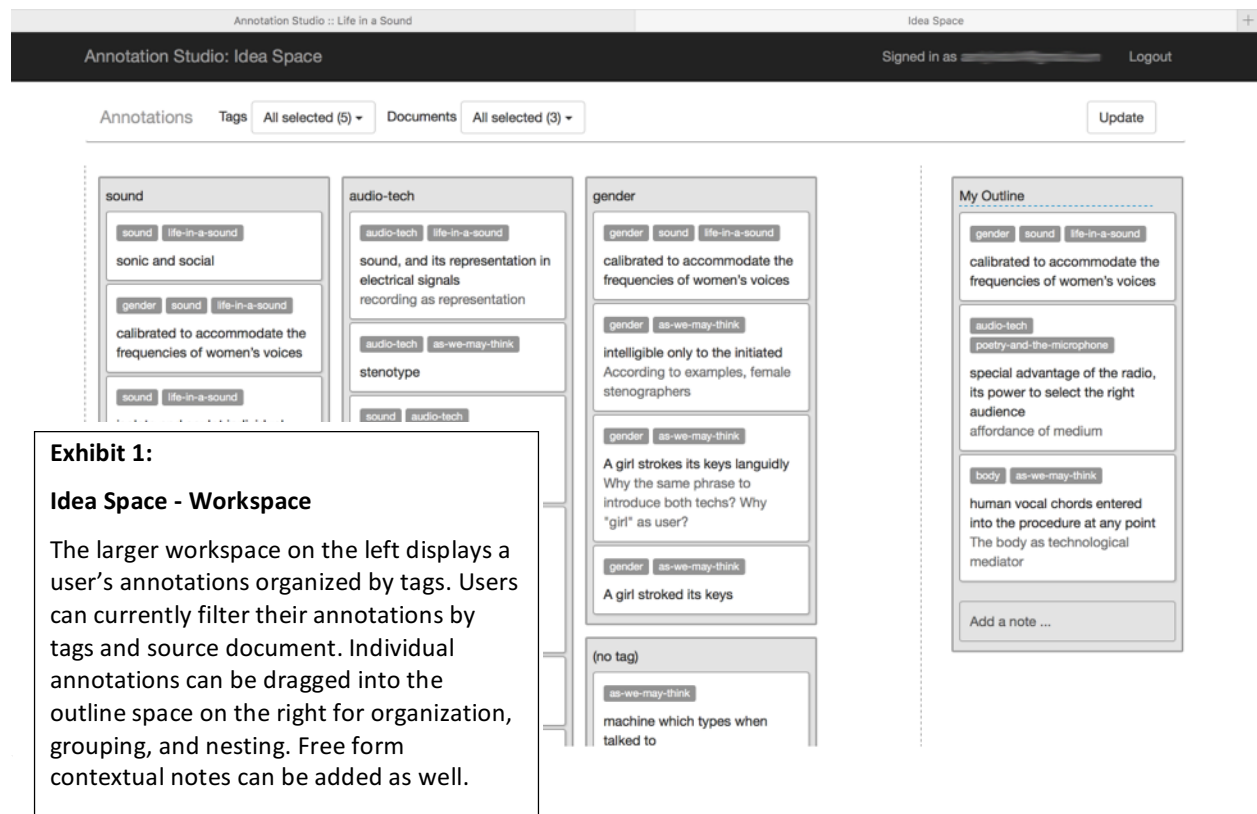 Annotation Studio :: Life in a Sound
Idea Space
+
Annotation Studio: Idea Space
Signed in as
Logout
Annotations
Tags
All selected (5)
Documents
All selected (3)
Update
sound
sound life-in-a-sound
sonic and social
gender sound life-in-a-sound
calibrated to accommodate the
frequencies of women's voices
sound life-in-a-sound
audio-tech
audio-tech life-in-a-sound
sound, and its representation in
electrical signals
recording as representation
audio-tech as-we-may-think
stenotype
sound audio-tech
gender
gender sound life-in-a-sound
calibrated to accommodate the
frequencies of women's voices
gender as-we-may-think
intelligible only to the initiated
According to examples, female
stenographers
gender as-we-may-think
A girl strokes its keys languidly
Why the same phrase to
introduce both techs? Why
*girl* as user?
gender as-we-may-think
A girl stroked its keys
(no tag)
as-we-may-think
machine which types when
talked to
My Outline
gender sound life-in-a-sound
calibrated to accommodate the
frequencies of women's voices
audio-tech
poetry-and-the-microphone
special advantage of the radio,
its power to select the right
audience
affordance of medium
body as-we-may-think
human vocal chords entered
into the procedure at any point
The body as technological
mediator
Add a note ...
Exhibit 1:
Idea Space - Workspace
The larger workspace on the left displays a
user's annotations organized by tags. Users
can currently filter their annotations by
tags and source document. Individual
annotations can be dragged into the
outline space on the right for organization,
grouping, and nesting. Free form
contextual notes can be added as well.